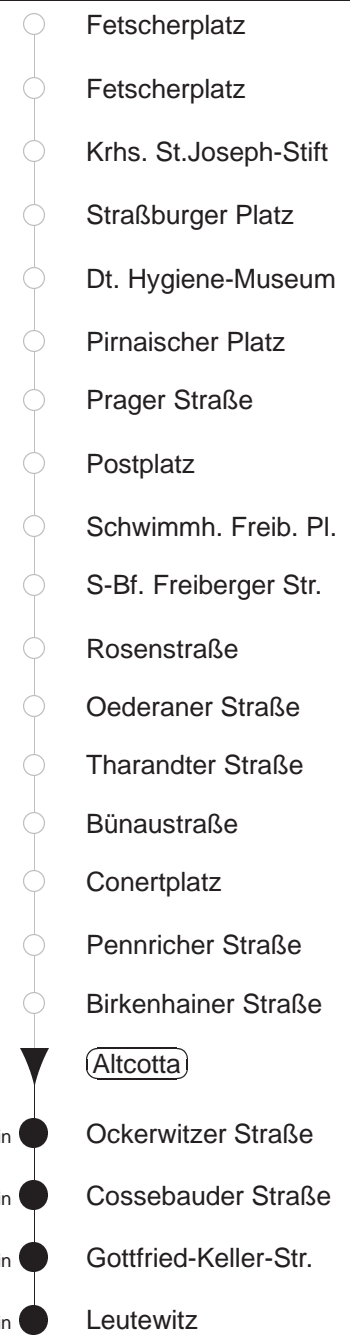 Fetscherplatz
Fetscherplatz
Krhs. St.Joseph-Stift
Straßburger Platz
Dt. Hygiene-Museum
Pirnaischer Platz
Prager Straße
Postplatz
Schwimmh. Freib. Pl.
S-Bf. Freiberger Str.
Rosenstraße
Oederaner Straße
Tharandter Straße
Bünaustraße
Conertplatz
Pennricher Straße
Birkenhainer Straße
Altcotta
Ockerwitzer Straße
Cossebauder Straße
Gottfried-Keller-Str.
Leutewitz